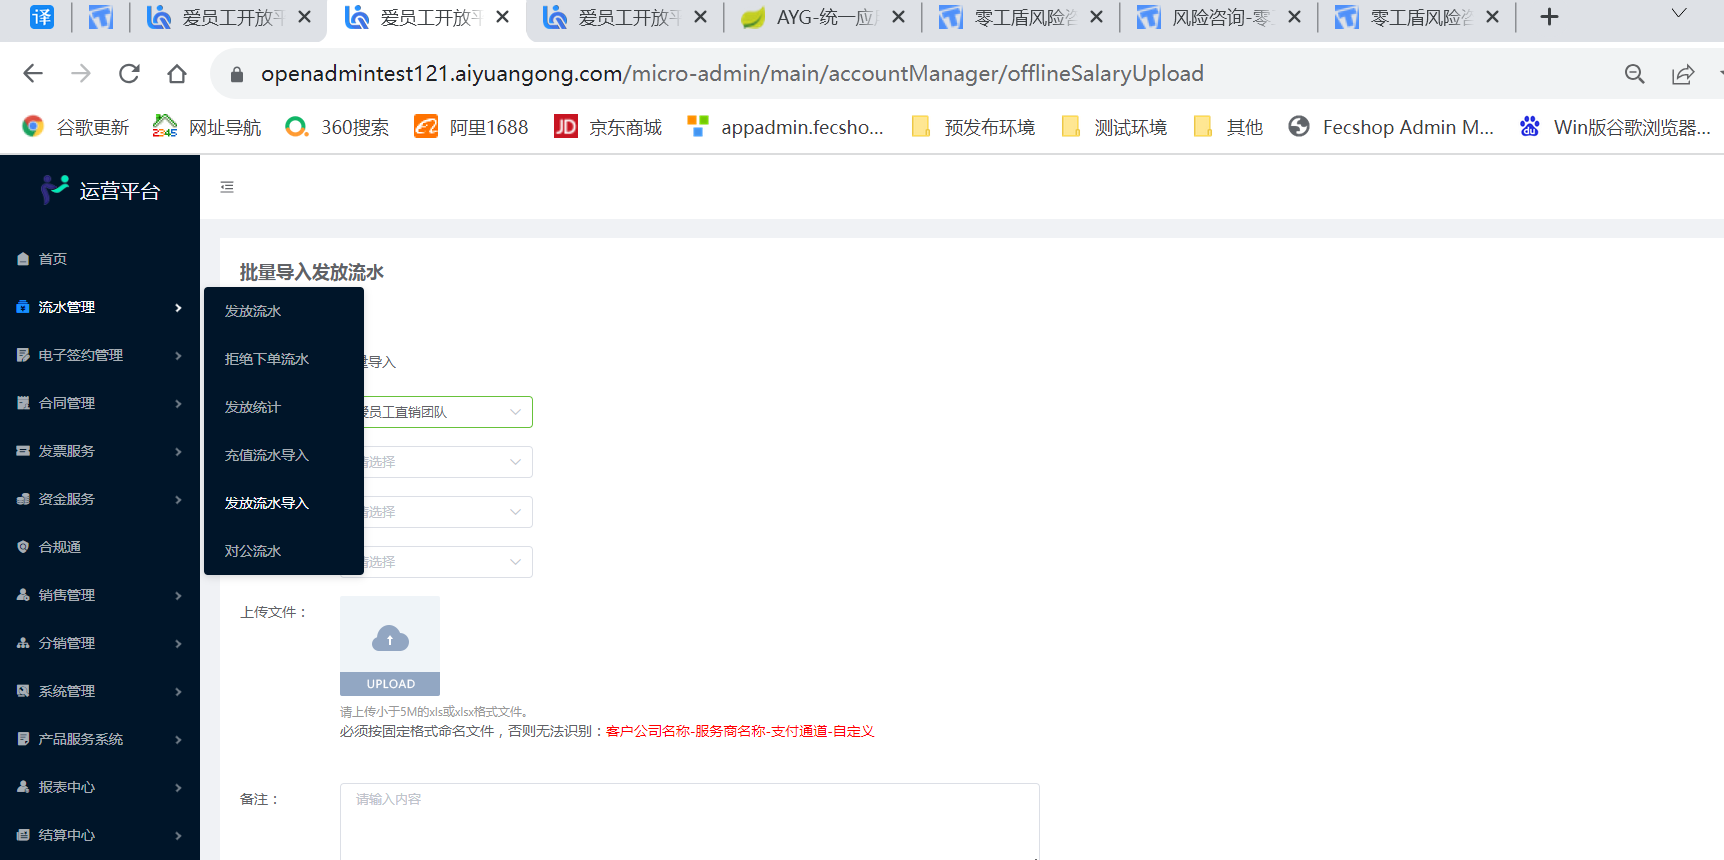 译
爱员工开放平
爱员工开放平
爱员工开放平
AYG-统一应
零工盾风险咨
风险咨询-零
零工盾风险咨
openadmintest121.aiyuangong.com/micro-admin/main/accountManager/offlineSalaryUpload
谷歌更新
网址导航
360搜索
阿里1688
JD 京东商城
appadmin.fecsho...
预发布环境
测试环境
其他
Fecshop Admin M...
Win版谷歌浏览器...
运营平台
首页
流水管理
电子签约管理
合同管理
发票服务
资金服务
合规通
销售管理
分销管理
系统管理
产品服务系统
报表中心
结算中心
批量导入发放流水
发放流水
拒绝下单流水
发放统计
充值流水导入
发放流水导入
对公流水
量导入
爱员工直销团队
请选择
请选择
请选择
上传文件：
UPLOAD
请上传小于5M的xls或xlsx格式文件。
必须按固定格式命名文件，否则无法识别：客户公司名称-服务商名称-支付通道-自定义
备注：
请输入内容